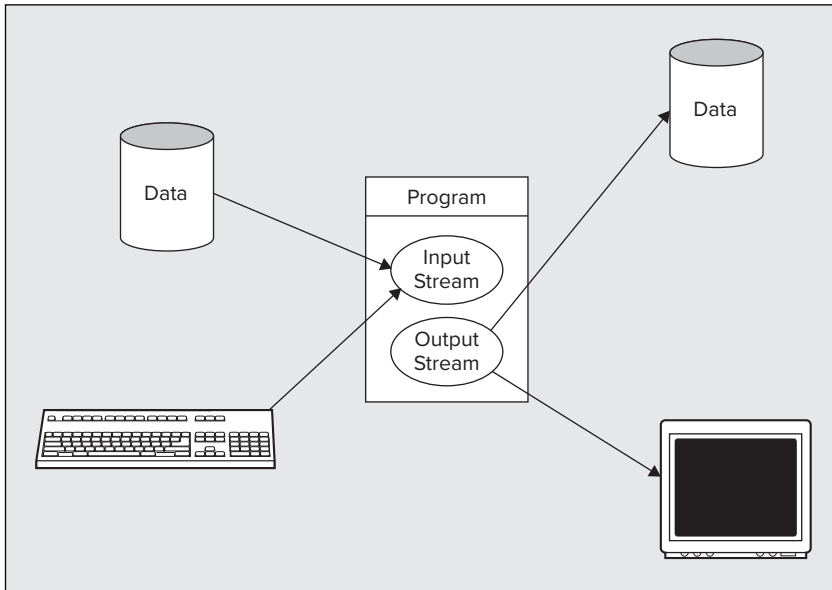 Data
Data
Program
Input
Stream
Output
Stream